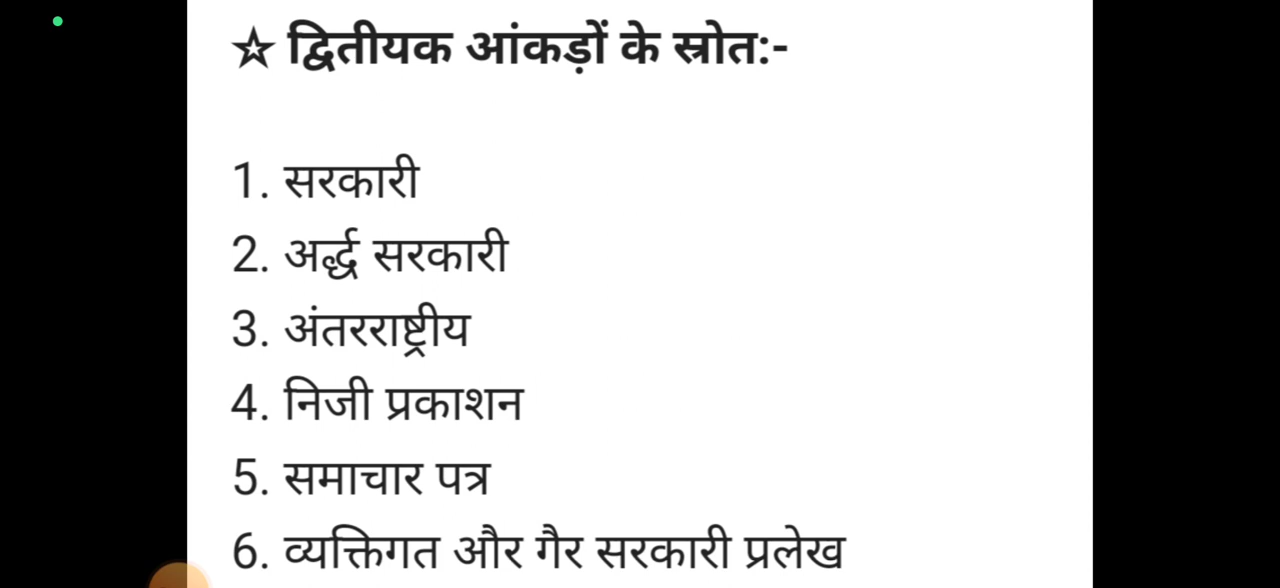 ☆ द्वितीयक आंकड़ों के स्रोत:-
1. सरकारी
2. अर्द्ध सरकारी
3. अंतरराष्ट्रीय
4. निजी प्रकाशन
5. समाचार पत्र
6. व्यक्तिगत और गैर सरकारी प्रलेख